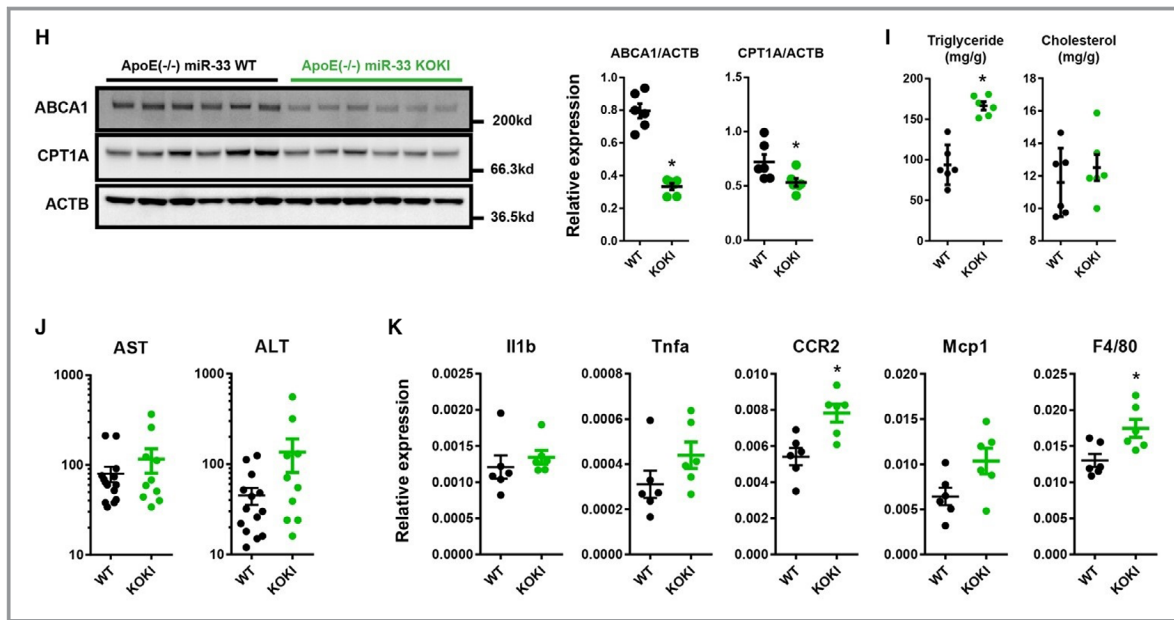 H
ApoE(-/-) miR-33 WT
ApoE(-/-) miR-33 KOKI
ABCA1
200kd
CPT1A
66.3kd
ACTB
36.5kd
Relative expression
ABCA1/ACTB
1.0
0.8
0.6
0.4
0.2
0.0
*
WT
KOKI
CPT1A/ACTB
1.5
1.0
0.5
0.0
*
WT
KOKI
I
Triglyceride
(mg/g)
200
150
100
50
0
*
WT
KOKI
Cholesterol
(mg/g)
18
16
14
12
10
8
WT
KOKI
J
AST
1000
100
10
WT
KOKI
ALT
1000
100
10
WT
KOKI
K
Relative expression
Il1b
0.0025
0.0020
0.0015
0.0010
0.0005
0.0000
WT
KOKI
Tnfa
0.0008
0.0006
0.0004
0.0002
0.0000
WT
KOKI
CCR2
0.010
0.008
0.006
0.004
0.002
0.000
*
WT
KOKI
Mcp1
0.020
0.015
0.010
0.005
0.000
WT
KOKI
F4/80
0.025
0.020
0.015
0.010
0.005
0.000
*
WT
KOKI